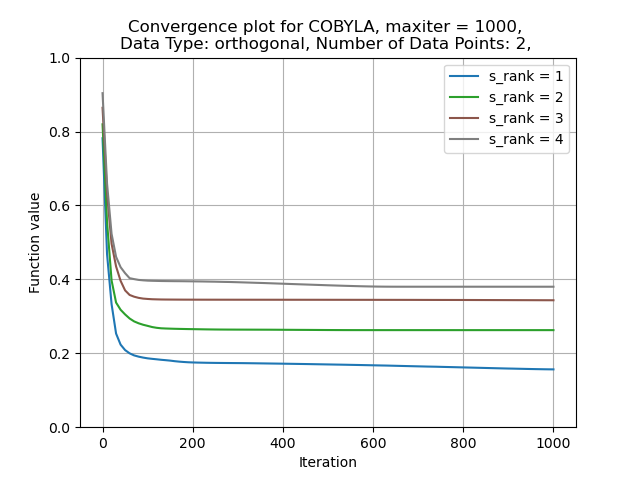 Convergence plot for COBYLA, maxiter = 1000,
Data Type: orthogonal, Number of Data Points: 2,
1.0
0.8
0.6
0.4
0.2
0.0
Function value
s_rank = 1
s_rank = 2
s_rank = 3
s_rank = 4
0 200 400 600 800 1000
Iteration